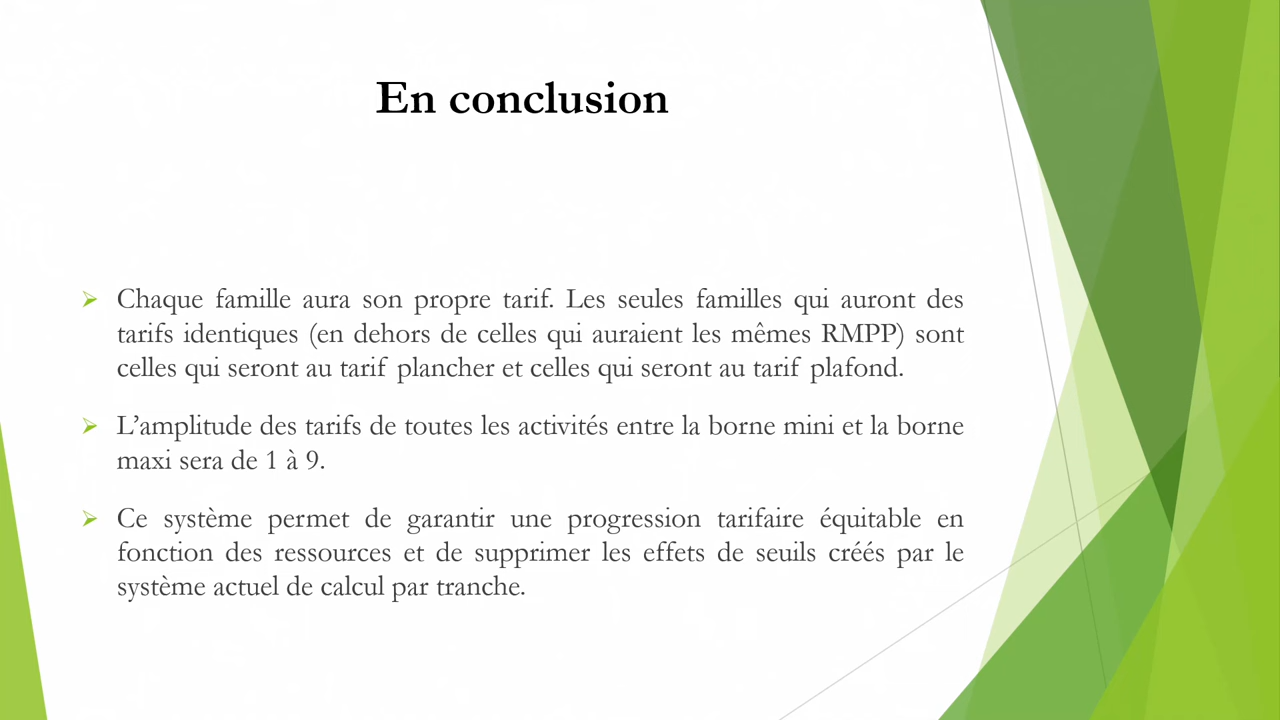 En conclusion
Chaque famille aura son propre tarif. Les seules familles qui auront des
tarifs identiques (en dehors de celles qui auraient les mêmes RMPP) sont
celles qui seront au tarif plancher et celles qui seront au tarif plafond.
L’amplitude des tarifs de toutes les activités entre la borne mini et la borne
maxi sera de 1 à 9.
Ce système permet de garantir une progression tarifaire équitable en
fonction des ressources et de supprimer les effets de seuils créés par le
système actuel de calcul par tranche.